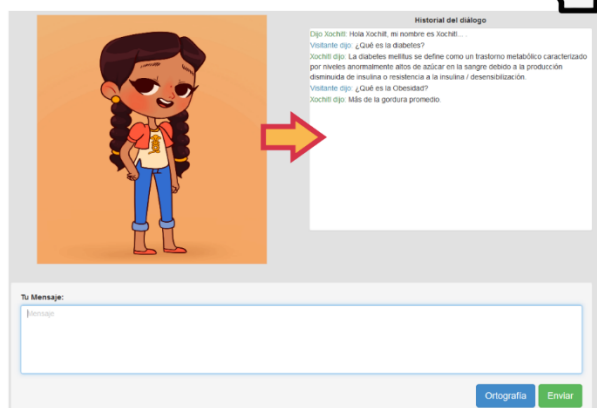 Historial del diálogo
Dijo Xochitl: Hola Xochilt, mi nombre es Xochitl.....
Visitante dijo: ¿Qué es la diabetes?
Xochilt dijo: La diabetes mellitus se define como un trastorno metabólico caracterizado
por niveles anormalmente altos de azúcar en la sangre debido a la producción
disminuida de insulina o resistencia a la insulina / desensibilización.
Visitante dijo: ¿Qué es la Obesidad?
Xochilt dijo: Más de la gordura promedio.
Tu Mensaje:
Mensaje
Ortografía Enviar